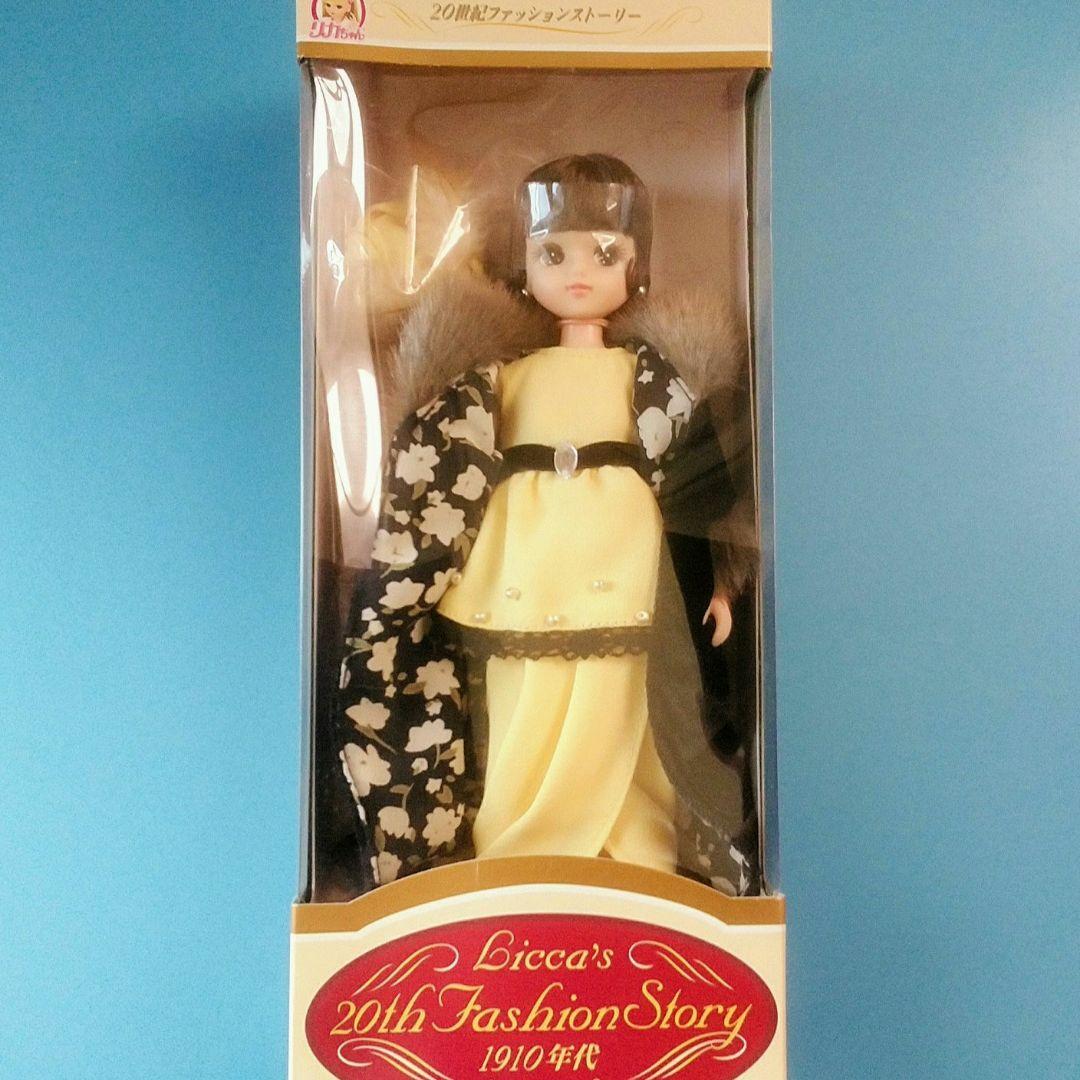 リカちゃん
20世紀ファッションストーリー
Licca's
20th Fashion Story
1910年代